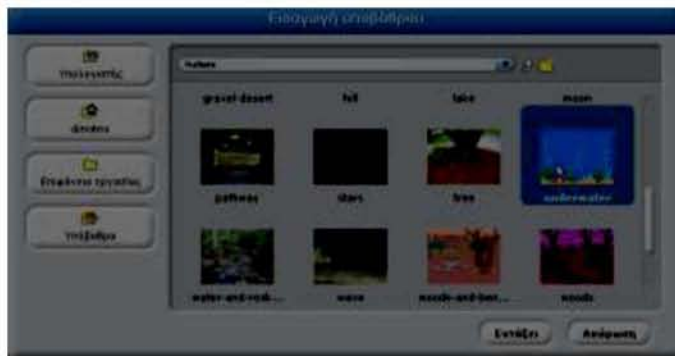 Εισαγωγή υποβάθρου
Υπολογιστής
Nature
gravel-desert
hill
lake
moon
Επιφάνεια εργασίας
pathway
stars
tree
underwater
Υπόβαθρα
water-and-rock-...
wave
woods-and-ben...
woods
Εντάξει
Ακύρωση